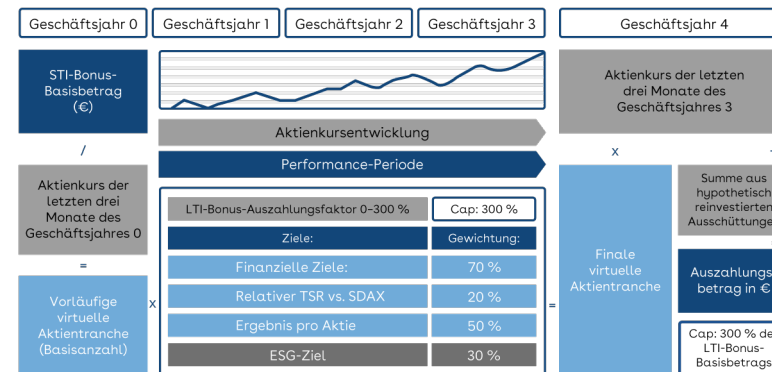 Geschäftsjahr 0
Geschäftsjahr 1
Geschäftsjahr 2
Geschäftsjahr 3
Geschäftsjahr 4
STI-Bonus-
Basisbetrag
(€)
/
Aktienkurs der
letzten drei
Monate des
Geschäftsjahres 0
=
Vorläufige
virtuelle
Aktientranche
(Basisanzahl)
x
Aktienkursentwicklung
Performance-Periode
LTI-Bonus-Auszahlungsfaktor 0–300 %
Cap: 300 %
Ziele:
Gewichtung:
Finanzielle Ziele:
70 %
Relativer TSR vs. SDAX
20 %
Ergebnis pro Aktie
50 %
ESG-Ziel
30 %
=
Aktienkurs der letzten
drei Monate des
Geschäftsjahres 3
x
Finale
virtuelle
Aktientranche
Summe aus
hypothetisch
reinvestierten
Ausschüttunge
Auszahlungs
betrag in €
Cap: 300 % de
LTI-Bonus-
Basisbetrags